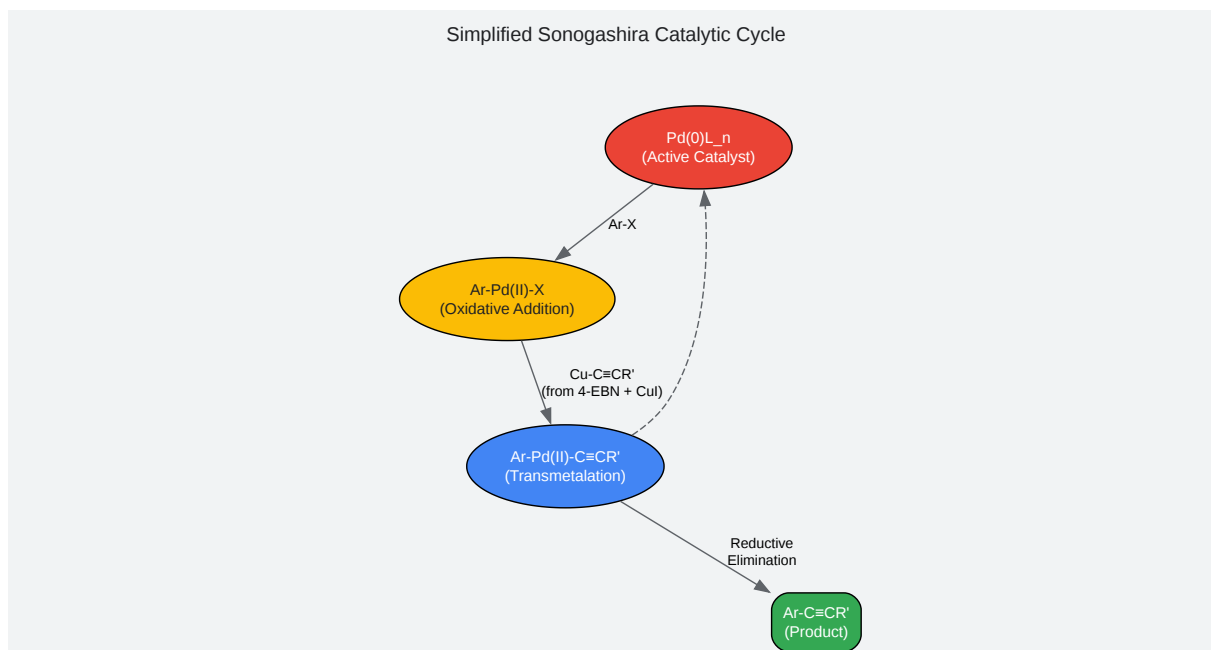 Simplified Sonogashira Catalytic Cycle
Pd(0)L_n
(Active Catalyst)
Ar-X
Ar-Pd(II)-X
(Oxidative Addition)
Cu-C≡CR'
(from 4-EBN + CuI)
Ar-Pd(II)-C≡CR'
(Transmetalation)
Reductive
Elimination
Ar-C≡CR'
(Product)